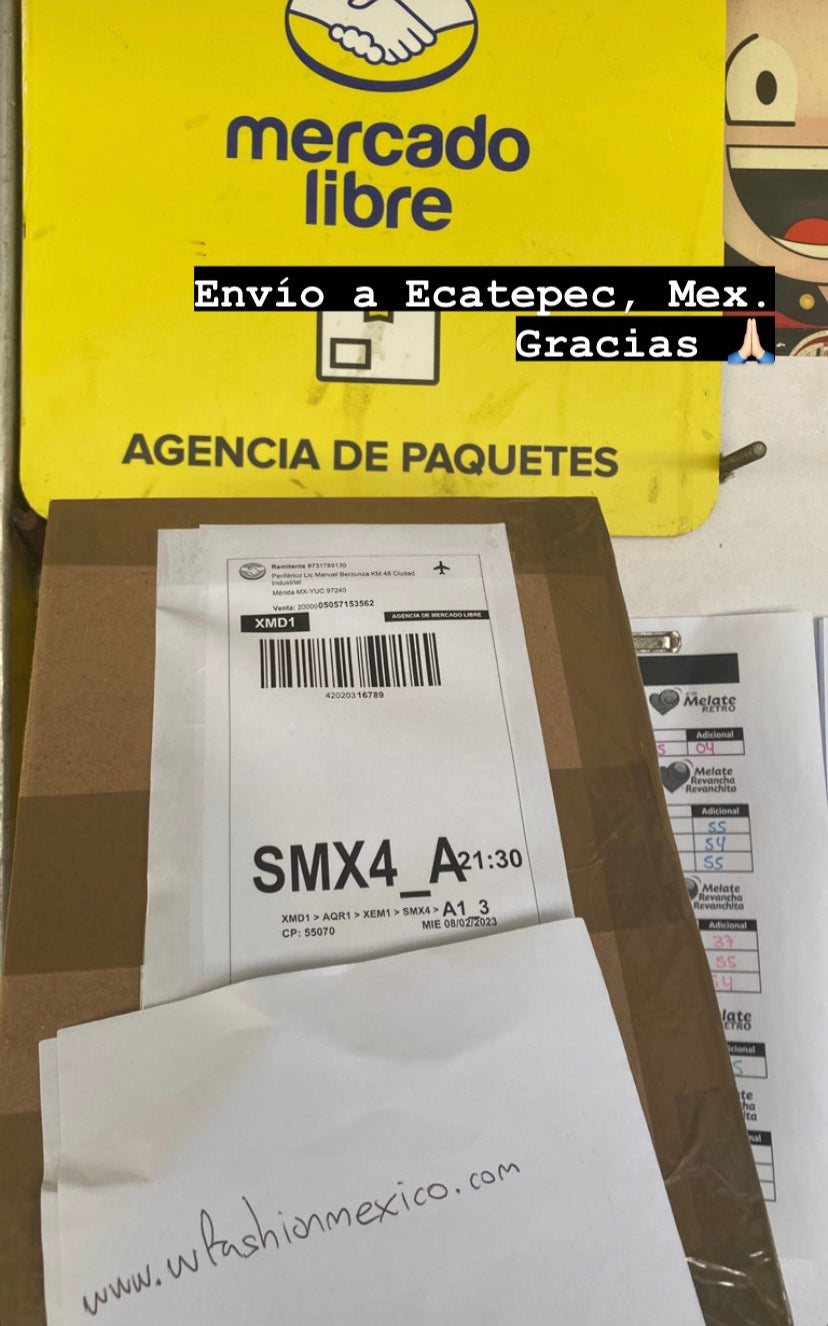 mercado
libre
Envío a Ecatepec, Mex.
Gracias 🙏🏻
AGENCIA DE PAQUETES
Remitente #731789130
Periférico Lic Manuel Berzunza KM 48 Ciudad
Industrial
Mérida MX-YUC 97240
Venta: 2000005057153562
XMD1
AGENCIA DE MERCADO LIBRE
42020316789
SMX4_A 21:30
XMD1 > AQR1 > XEM1 > SMX4 > A1_3
CP: 55070 MIE 08/02/2023
www.wfashionmexico.com
Melate
RETRO
Adicional
04
Melate
Revancha
Revanchita
Adicional
55
54
55
Melate
Revancha
Revanchita
Adicional
37
55
54